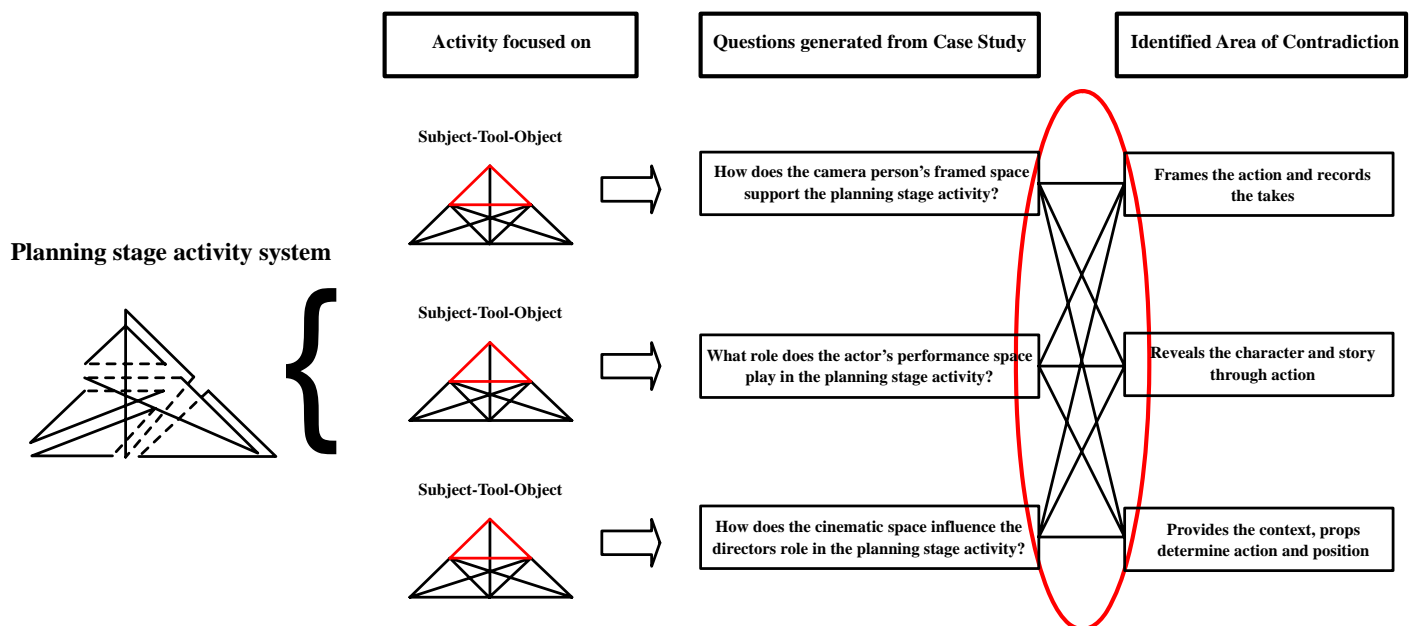 Activity focused on
Questions generated from Case Study
Identified Area of Contradiction
Planning stage activity system
{
Subject-Tool-Object
How does the camera person’s framed space
support the planning stage activity?
Frames the action and records
the takes
Subject-Tool-Object
What role does the actor’s performance space
play in the planning stage activity?
Reveals the character and story
through action
Subject-Tool-Object
How does the cinematic space influence the
directors role in the planning stage activity?
Provides the context, props
determine action and position